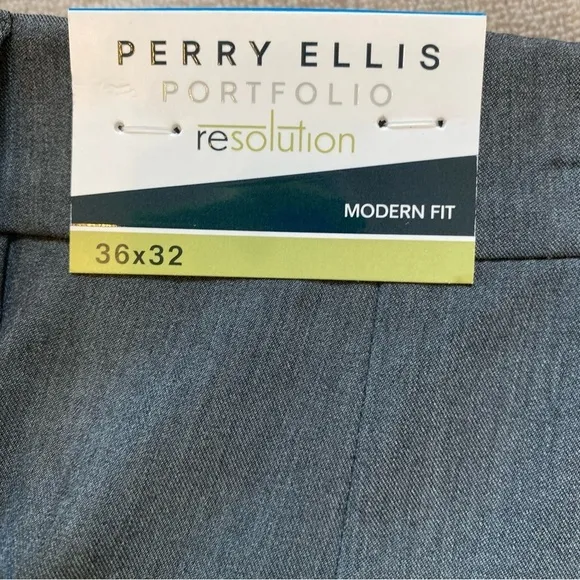 PERRY ELLIS
PORTFOLIO
resolution
MODERN FIT
36x32